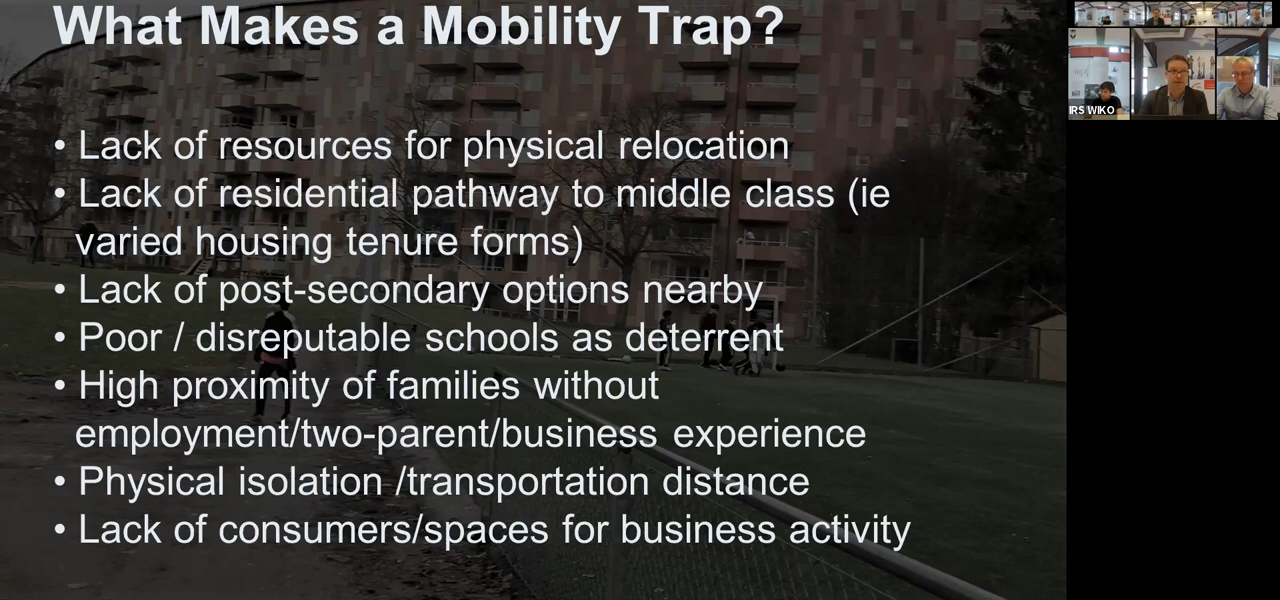 What Makes a Mobility Trap?
• Lack of resources for physical relocation
• Lack of residential pathway to middle class (ie
varied housing tenure forms)
• Lack of post-secondary options nearby
• Poor / disreputable schools as deterrent
• High proximity of families without
employment/two-parent/business experience
• Physical isolation /transportation distance
• Lack of consumers/spaces for business activity
IRS WIKO